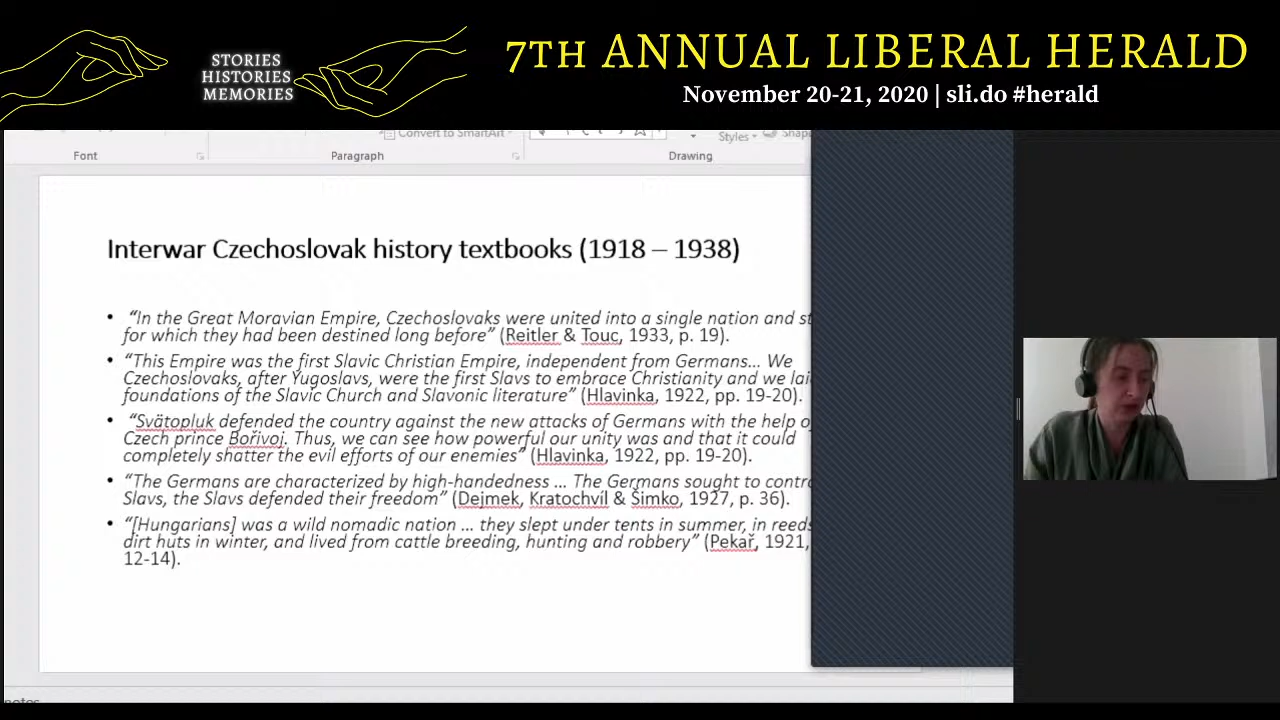 STORIES
HISTORIES
MEMORIES
7TH ANNUAL LIBERAL HERALD
November 20-21, 2020 | sli.do #herald
Convert to SmartArt
Styles
Font
Paragraph
Drawing
Interwar Czechoslovak history textbooks (1918 – 1938)
• “In the Great Moravian Empire, Czechoslovaks were united into a single nation and st
for which they had been destined long before” (Reitler & Touc, 1933, p. 19).
• “This Empire was the first Slavic Christian Empire, independent from Germans… We
Czechoslovaks, after Yugoslavs, were the first Slavs to embrace Christianity and we lai
foundations of the Slavic Church and Slavonic literature” (Hlavinka, 1922, pp. 19-20).
• “Svätopluk defended the country against the new attacks of Germans with the help o
Czech prince Bořivoj. Thus, we can see how powerful our unity was and that it could
completely shatter the evil efforts of our enemies” (Hlavinka, 1922, pp. 19-20).
• “The Germans are characterized by high-handedness … The Germans sought to contro
Slavs, the Slavs defended their freedom” (Dejmek, Kratochvíl & Šimko, 1927, p. 36).
• “[Hungarians] was a wild nomadic nation … they slept under tents in summer, in reeds
dirt huts in winter, and lived from cattle breeding, hunting and robbery” (Pekař, 1921,
12-14).